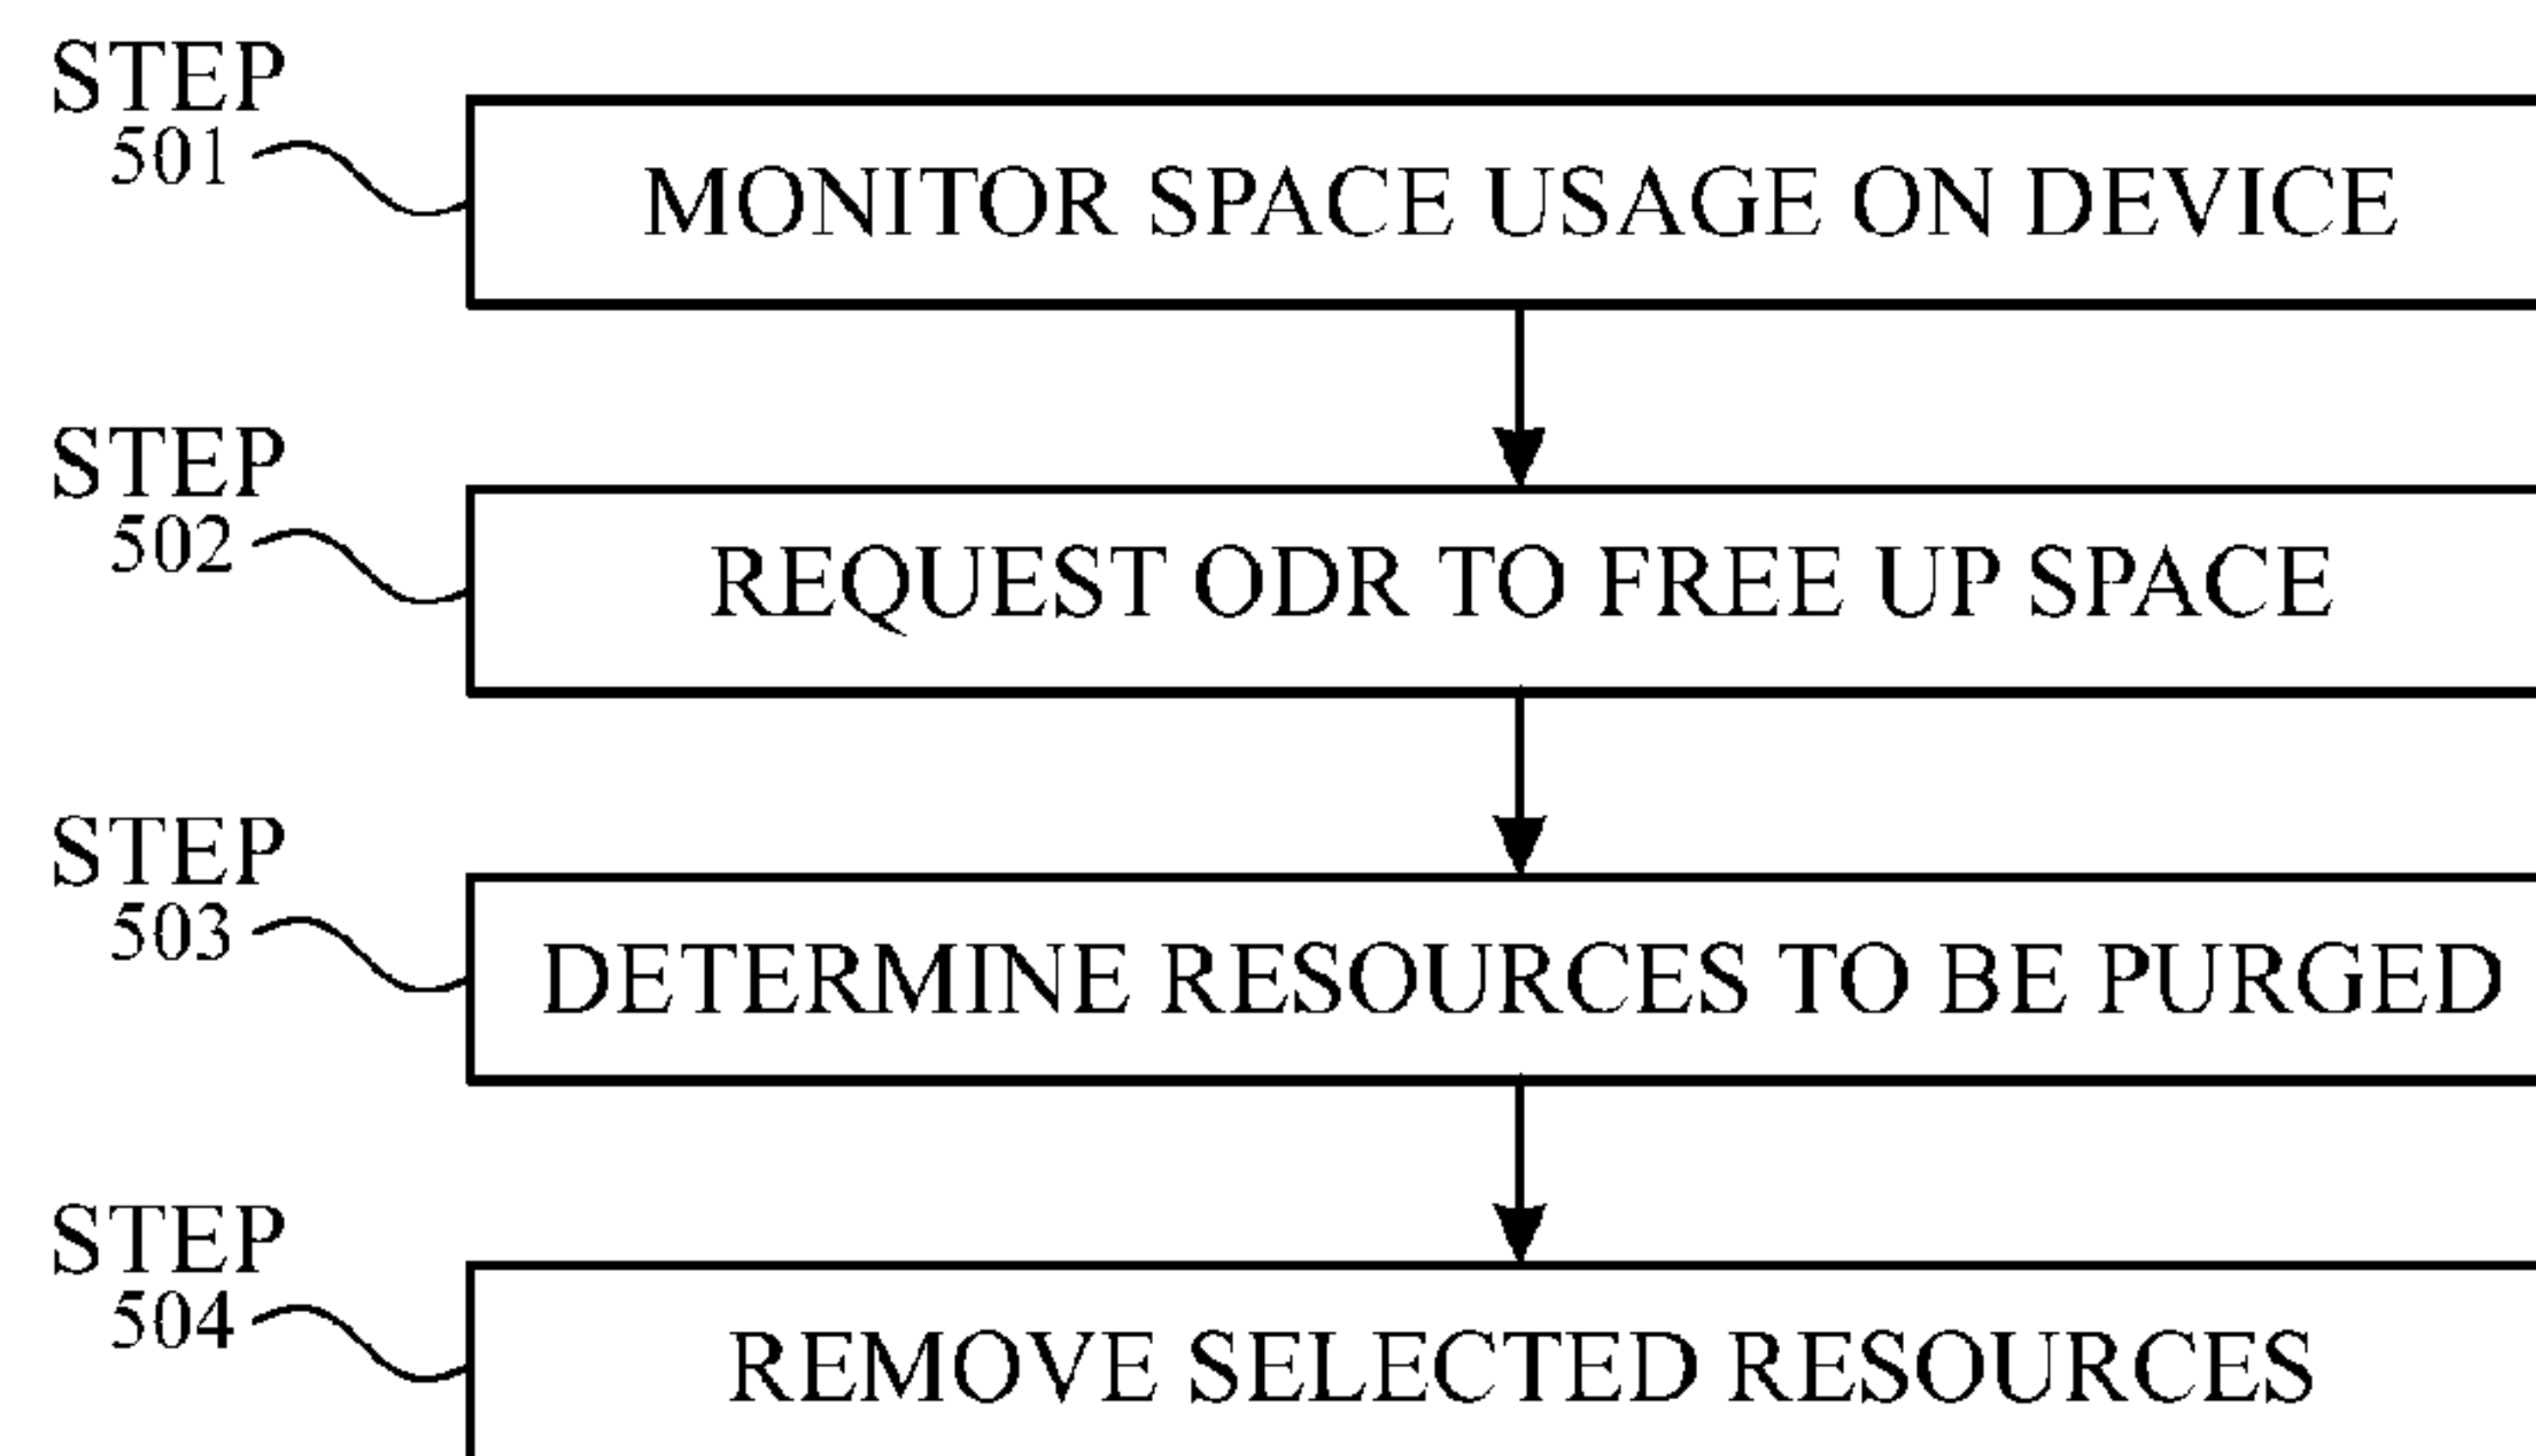 STEP
501
MONITOR SPACE USAGE ON DEVICE
STEP
502
REQUEST ODR TO FREE UP SPACE
STEP
503
DETERMINE RESOURCES TO BE PURGED
STEP
504
REMOVE SELECTED RESOURCES